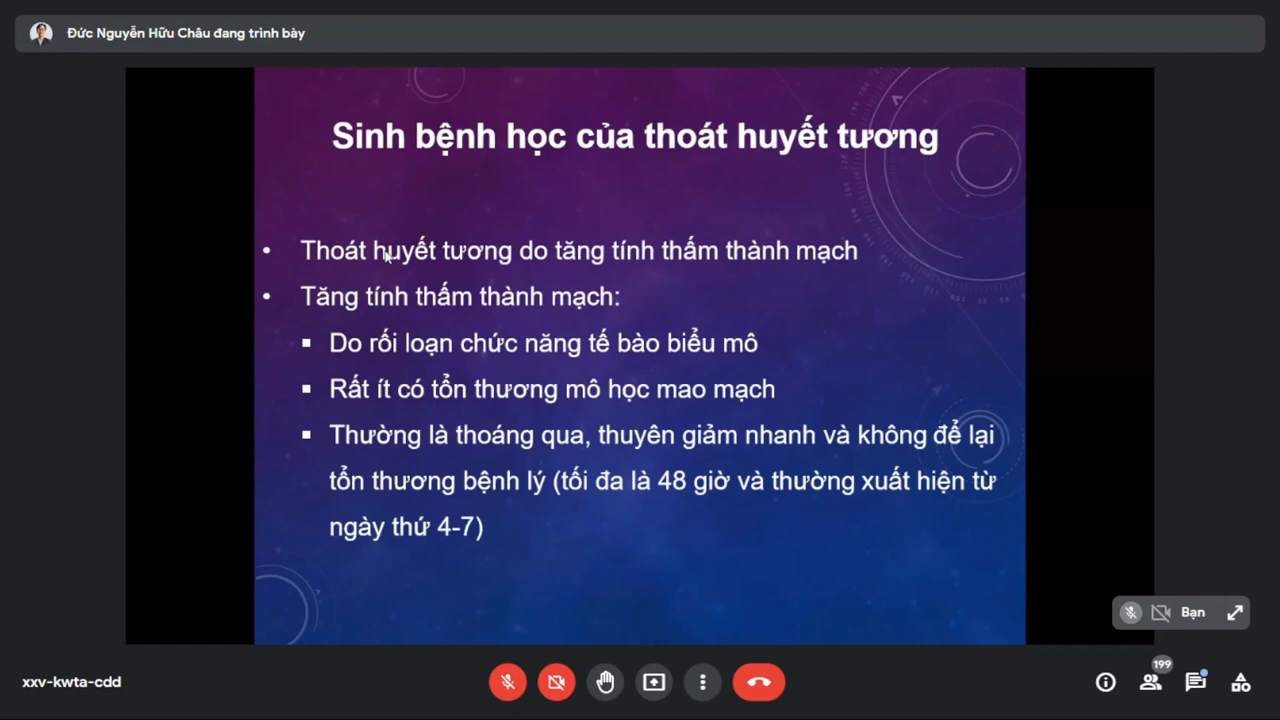 Đức Nguyễn Hữu Châu đang trình bày
Sinh bệnh học của thoát huyết tương
• Thoát huyết tương do tăng tính thấm thành mạch
• Tăng tính thấm thành mạch:
▪ Do rối loạn chức năng tế bào biểu mô
▪ Rất ít có tổn thương mô học mao mạch
▪ Thường là thoáng qua, thuyên giảm nhanh và không để lại
tổn thương bệnh lý (tối đa là 48 giờ và thường xuất hiện từ
ngày thứ 4-7)
Bạn
xxv-kwta-cdd
199